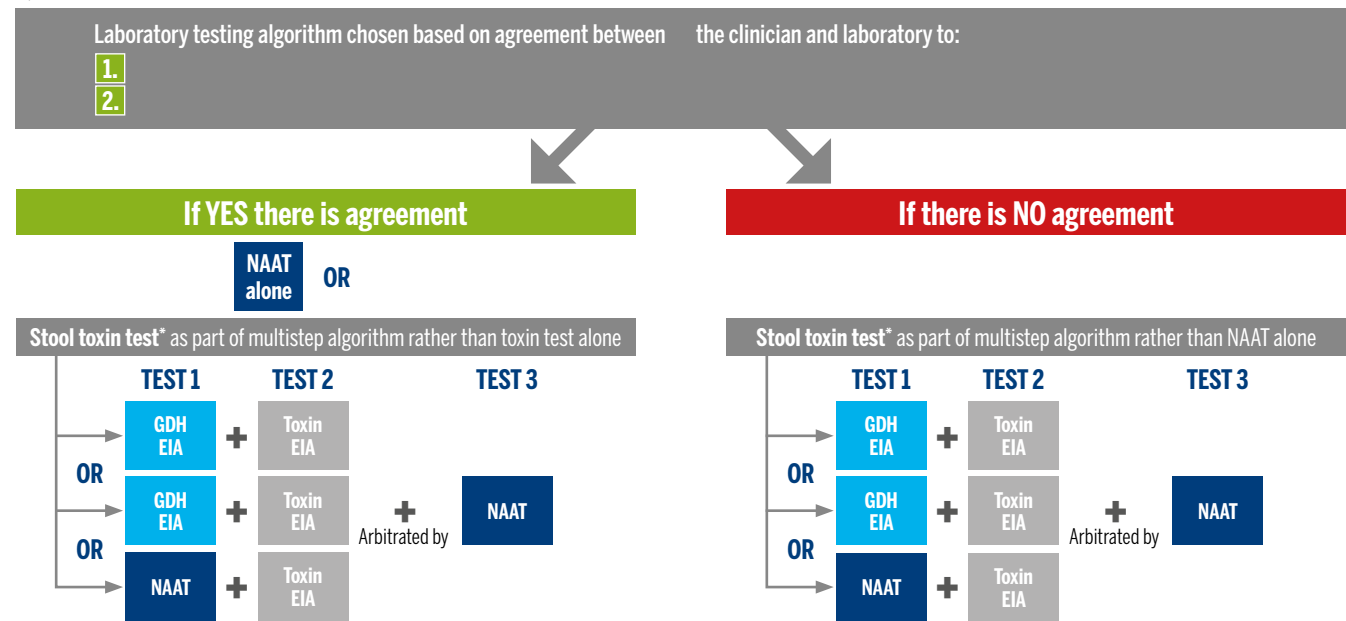 Laboratory testing algorithm chosen based on agreement between the clinician and laboratory to:
1.
2.
If YES there is agreement
NAAT
alone
OR
Stool toxin test* as part of multistep algorithm rather than toxin test alone
TEST 1
TEST 2
TEST 3
GDH
EIA
+
Toxin
EIA
OR
GDH
EIA
+
Toxin
EIA
+
Arbitrated by
NAAT
OR
NAAT
+
Toxin
EIA
If there is NO agreement
Stool toxin test* as part of multistep algorithm rather than NAAT alone
TEST 1
TEST 2
TEST 3
GDH
EIA
+
Toxin
EIA
OR
GDH
EIA
+
Toxin
EIA
+
Arbitrated by
NAAT
OR
NAAT
+
Toxin
EIA